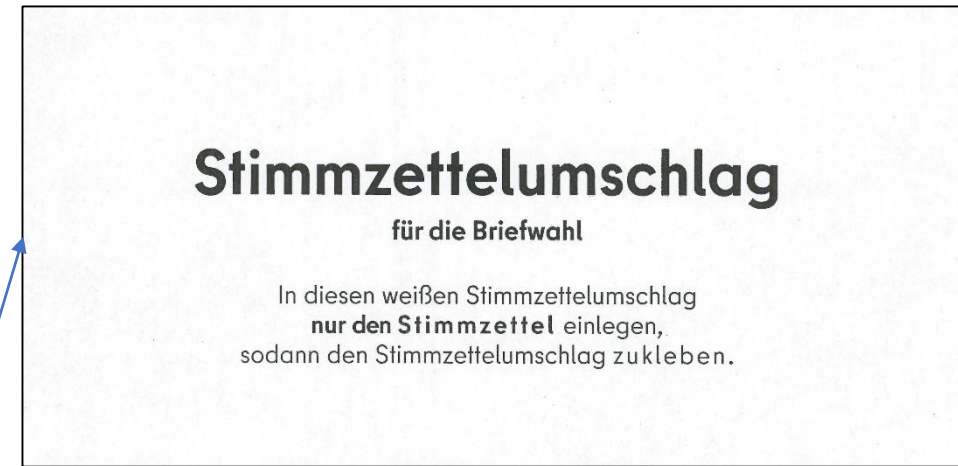 Stimmzettelumschlag
für die Briefwahl
In diesen weißen Stimmzettelumschlag
nur den Stimmzettel einlegen,
sodann den Stimmzettelumschlag zukleben.